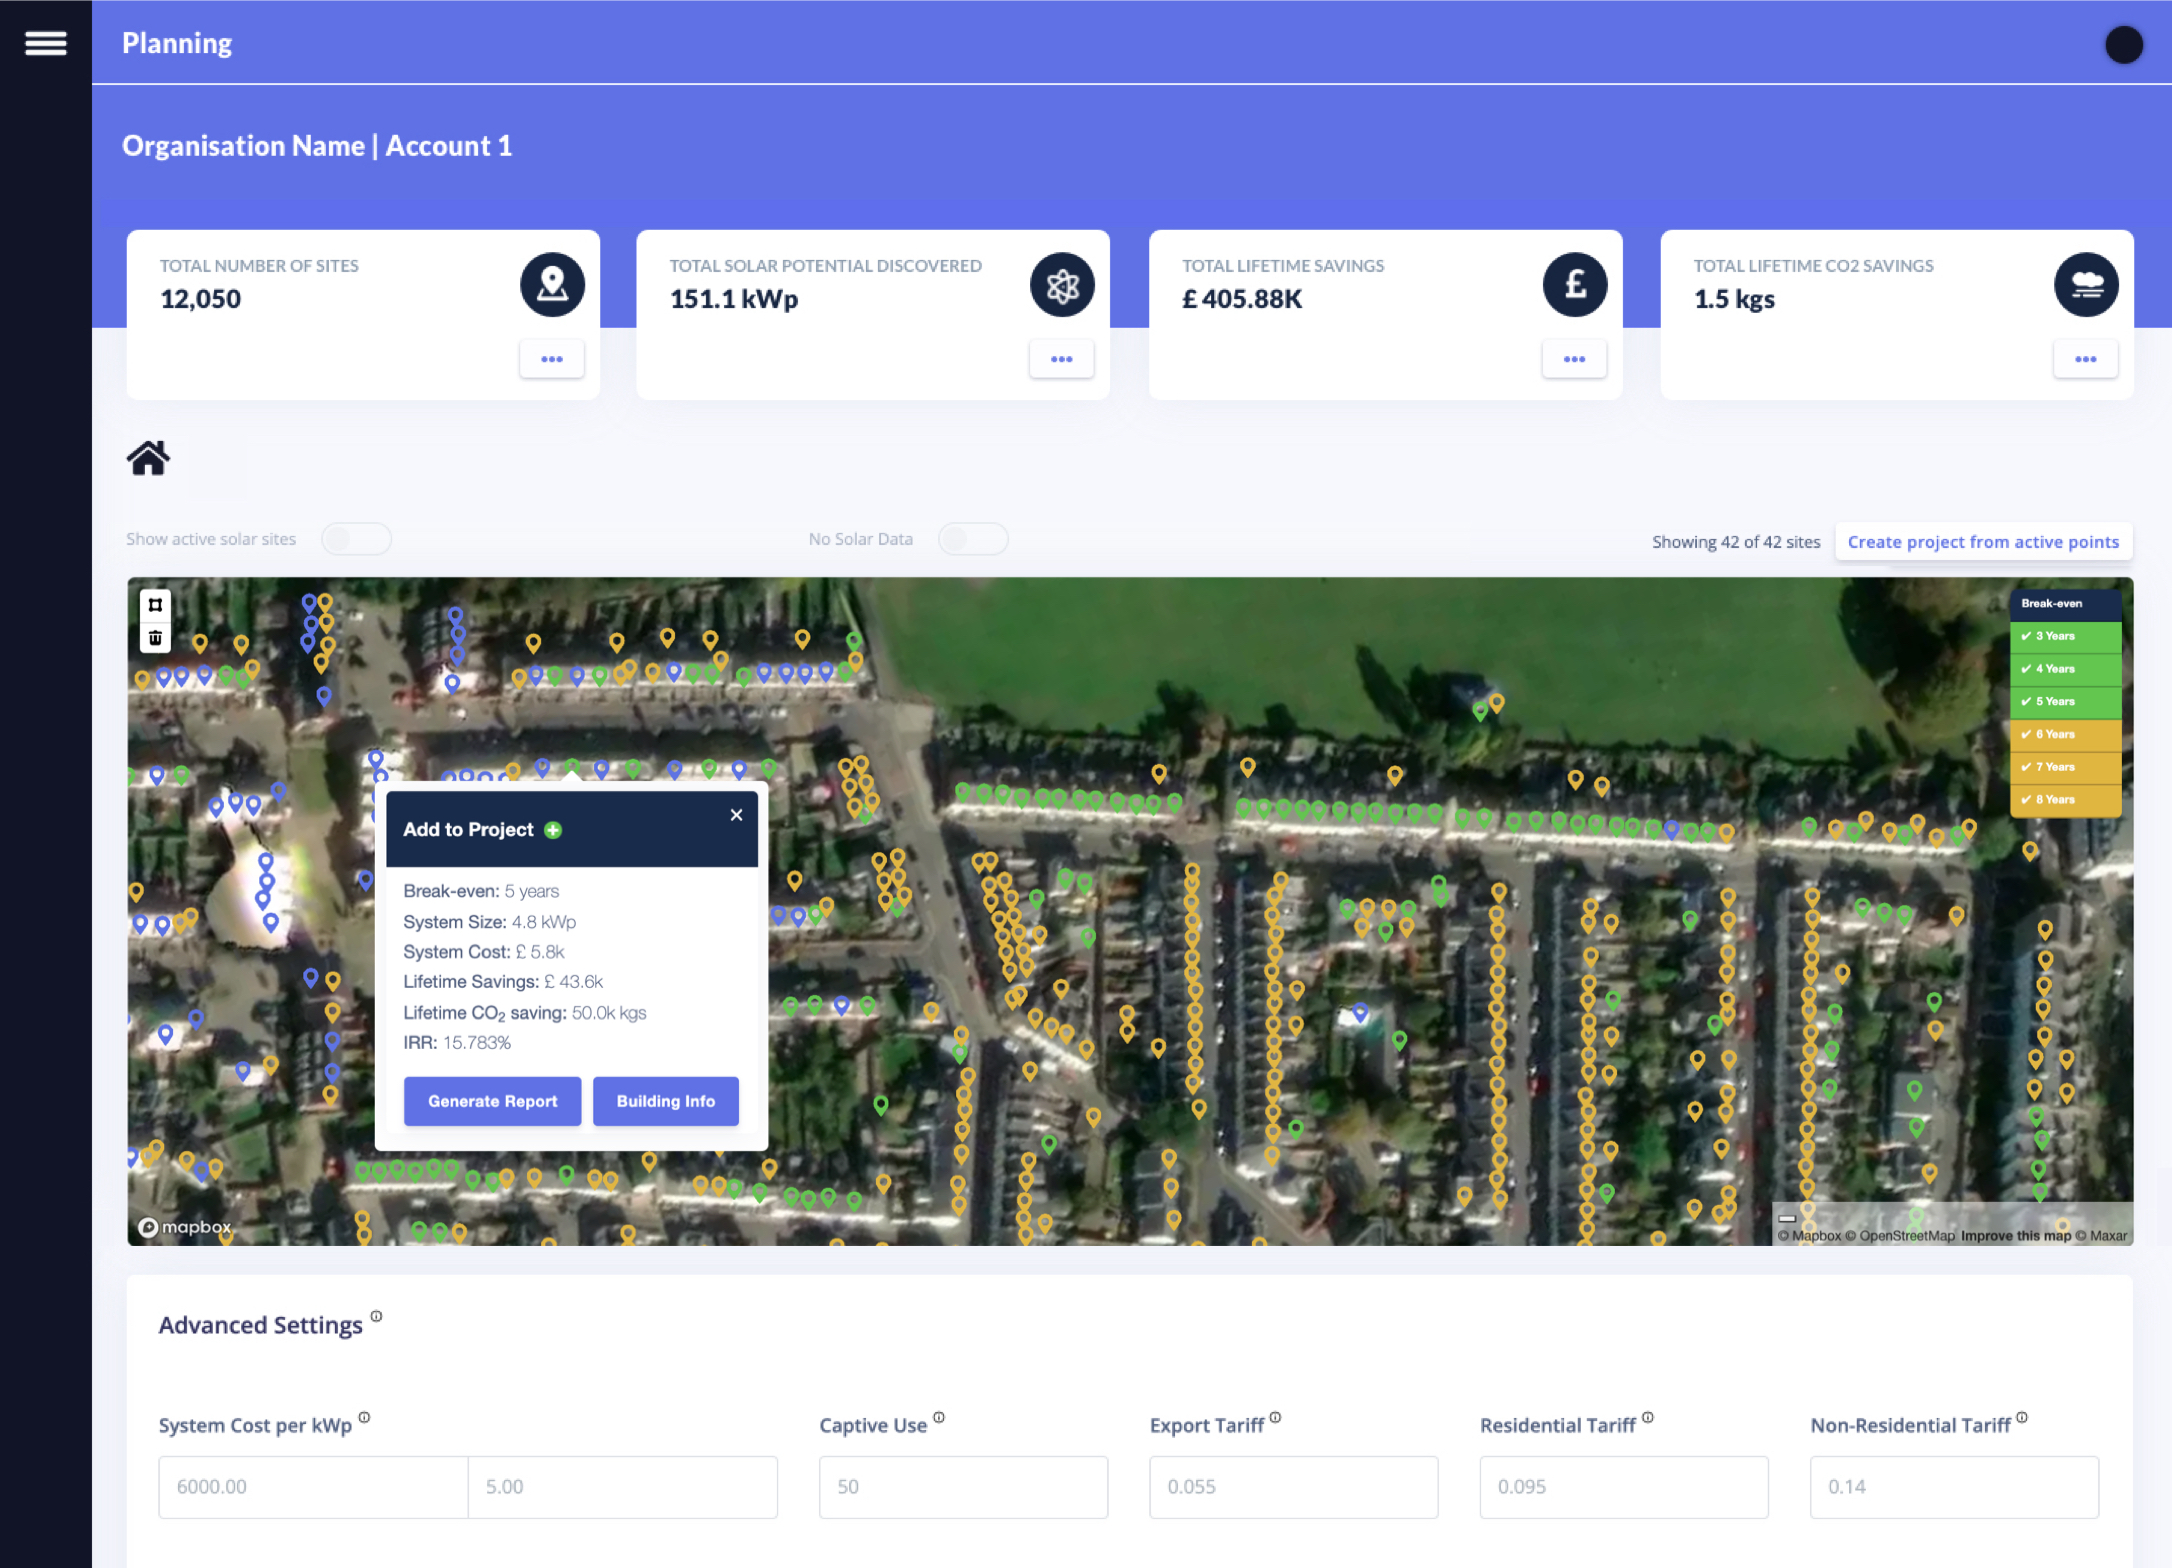 Planning
Organisation Name | Account 1
TOTAL NUMBER OF SITES
12,050
TOTAL SOLAR POTENTIAL DISCOVERED
151.1 kWp
TOTAL LIFETIME SAVINGS
£ 405.88K
TOTAL LIFETIME CO2 SAVINGS
1.5 kgs
Show active solar sites
No Solar Data
Showing 42 of 42 sites
Create project from active points
Break-even
✔ 3 Years
✔ 4 Years
✔ 5 Years
✔ 6 Years
✔ 7 Years
✔ 8 Years
Add to Project
Break-even: 5 years
System Size: 4.8 kWp
System Cost: £ 5.8k
Lifetime Savings: £ 43.6k
Lifetime CO₂ saving: 50.0k kgs
IRR: 15.783%
Generate Report
Building Info
mapbox
© Mapbox © OpenStreetMap Improve this map © Maxar
Advanced Settings
System Cost per kWp
6000.00
5.00
Captive Use
50
Export Tariff
0.055
Residential Tariff
0.095
Non-Residential Tariff
0.14